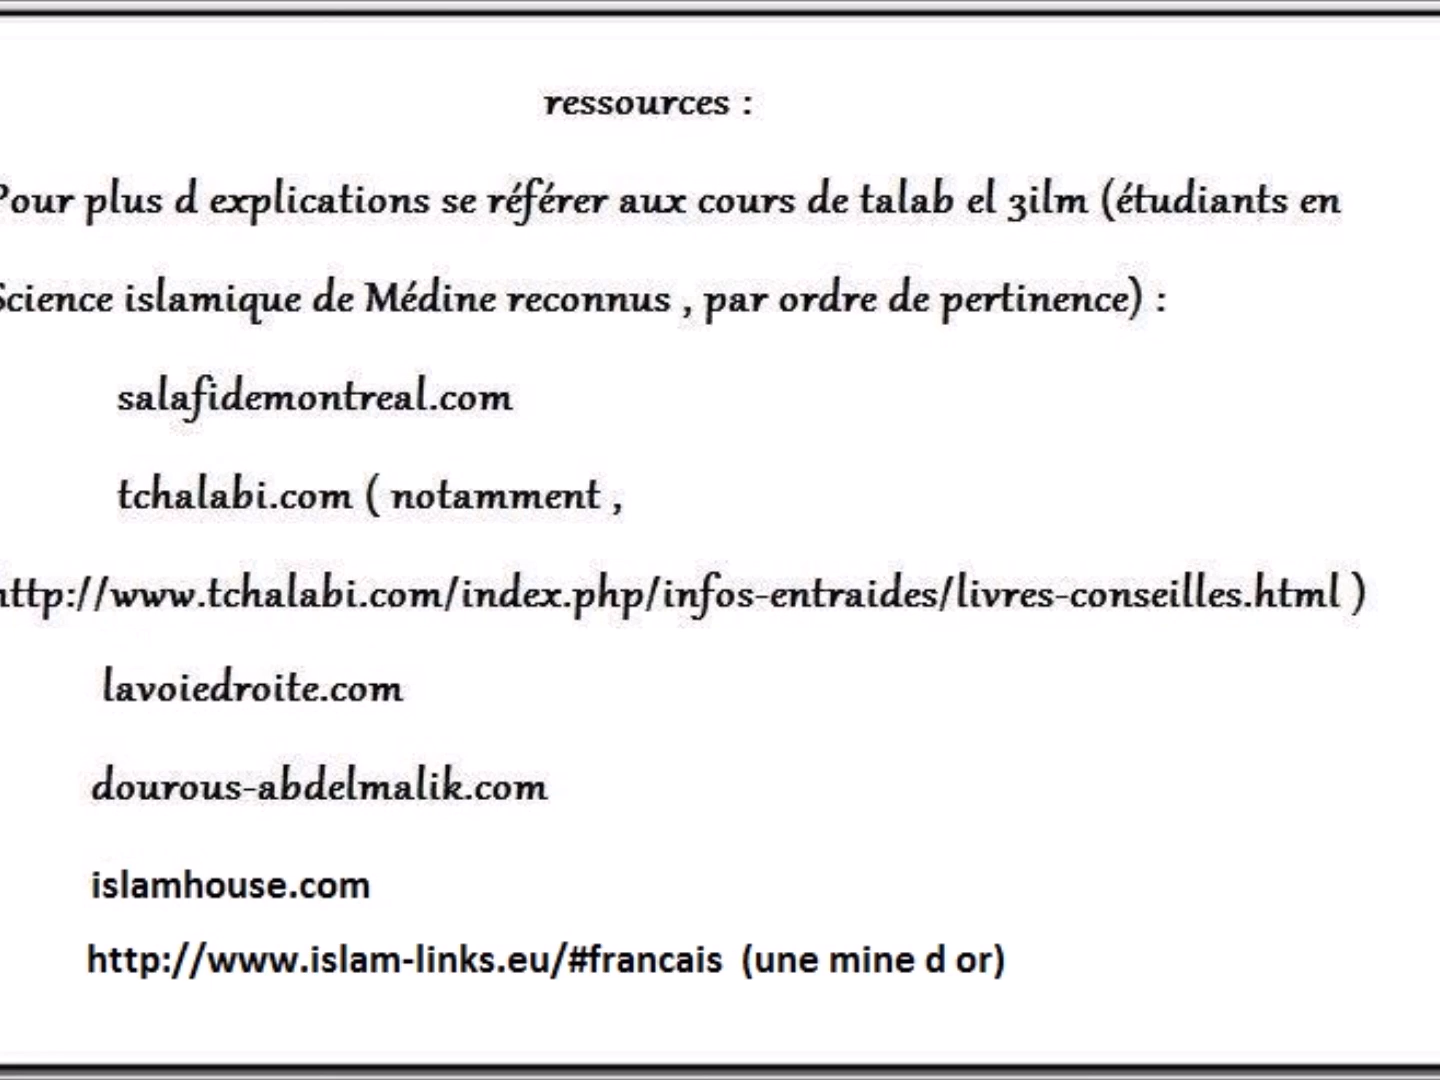 ressources :
Pour plus d explications se référer aux cours de talab el 3ilm (étudiants en
Science islamique de Médine reconnus , par ordre de pertinence) :
salafidemontreal.com
tchalabi.com ( notamment ,
http://www.tchalabi.com/index.php/infos-entraides/livres-conseilles.html )
lavoiedroite.com
dourous-abdelmalik.com
islamhouse.com
http://www.islam-links.eu/#francais (une mine d or)